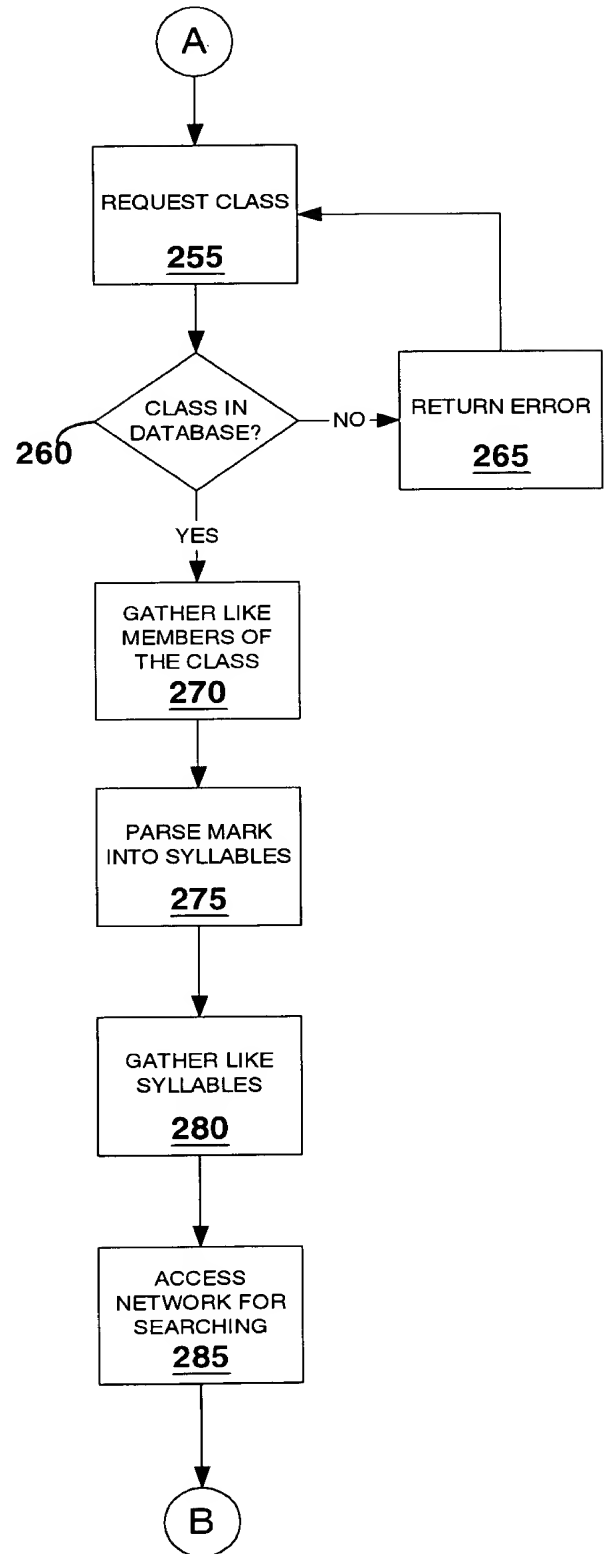 A
REQUEST CLASS
255
CLASS IN
DATABASE?
260
NO
RETURN ERROR
265
YES
GATHER LIKE
MEMBERS OF
THE CLASS
270
PARSE MARK
INTO SYLLABLES
275
GATHER LIKE
SYLLABLES
280
ACCESS
NETWORK FOR
SEARCHING
285
B